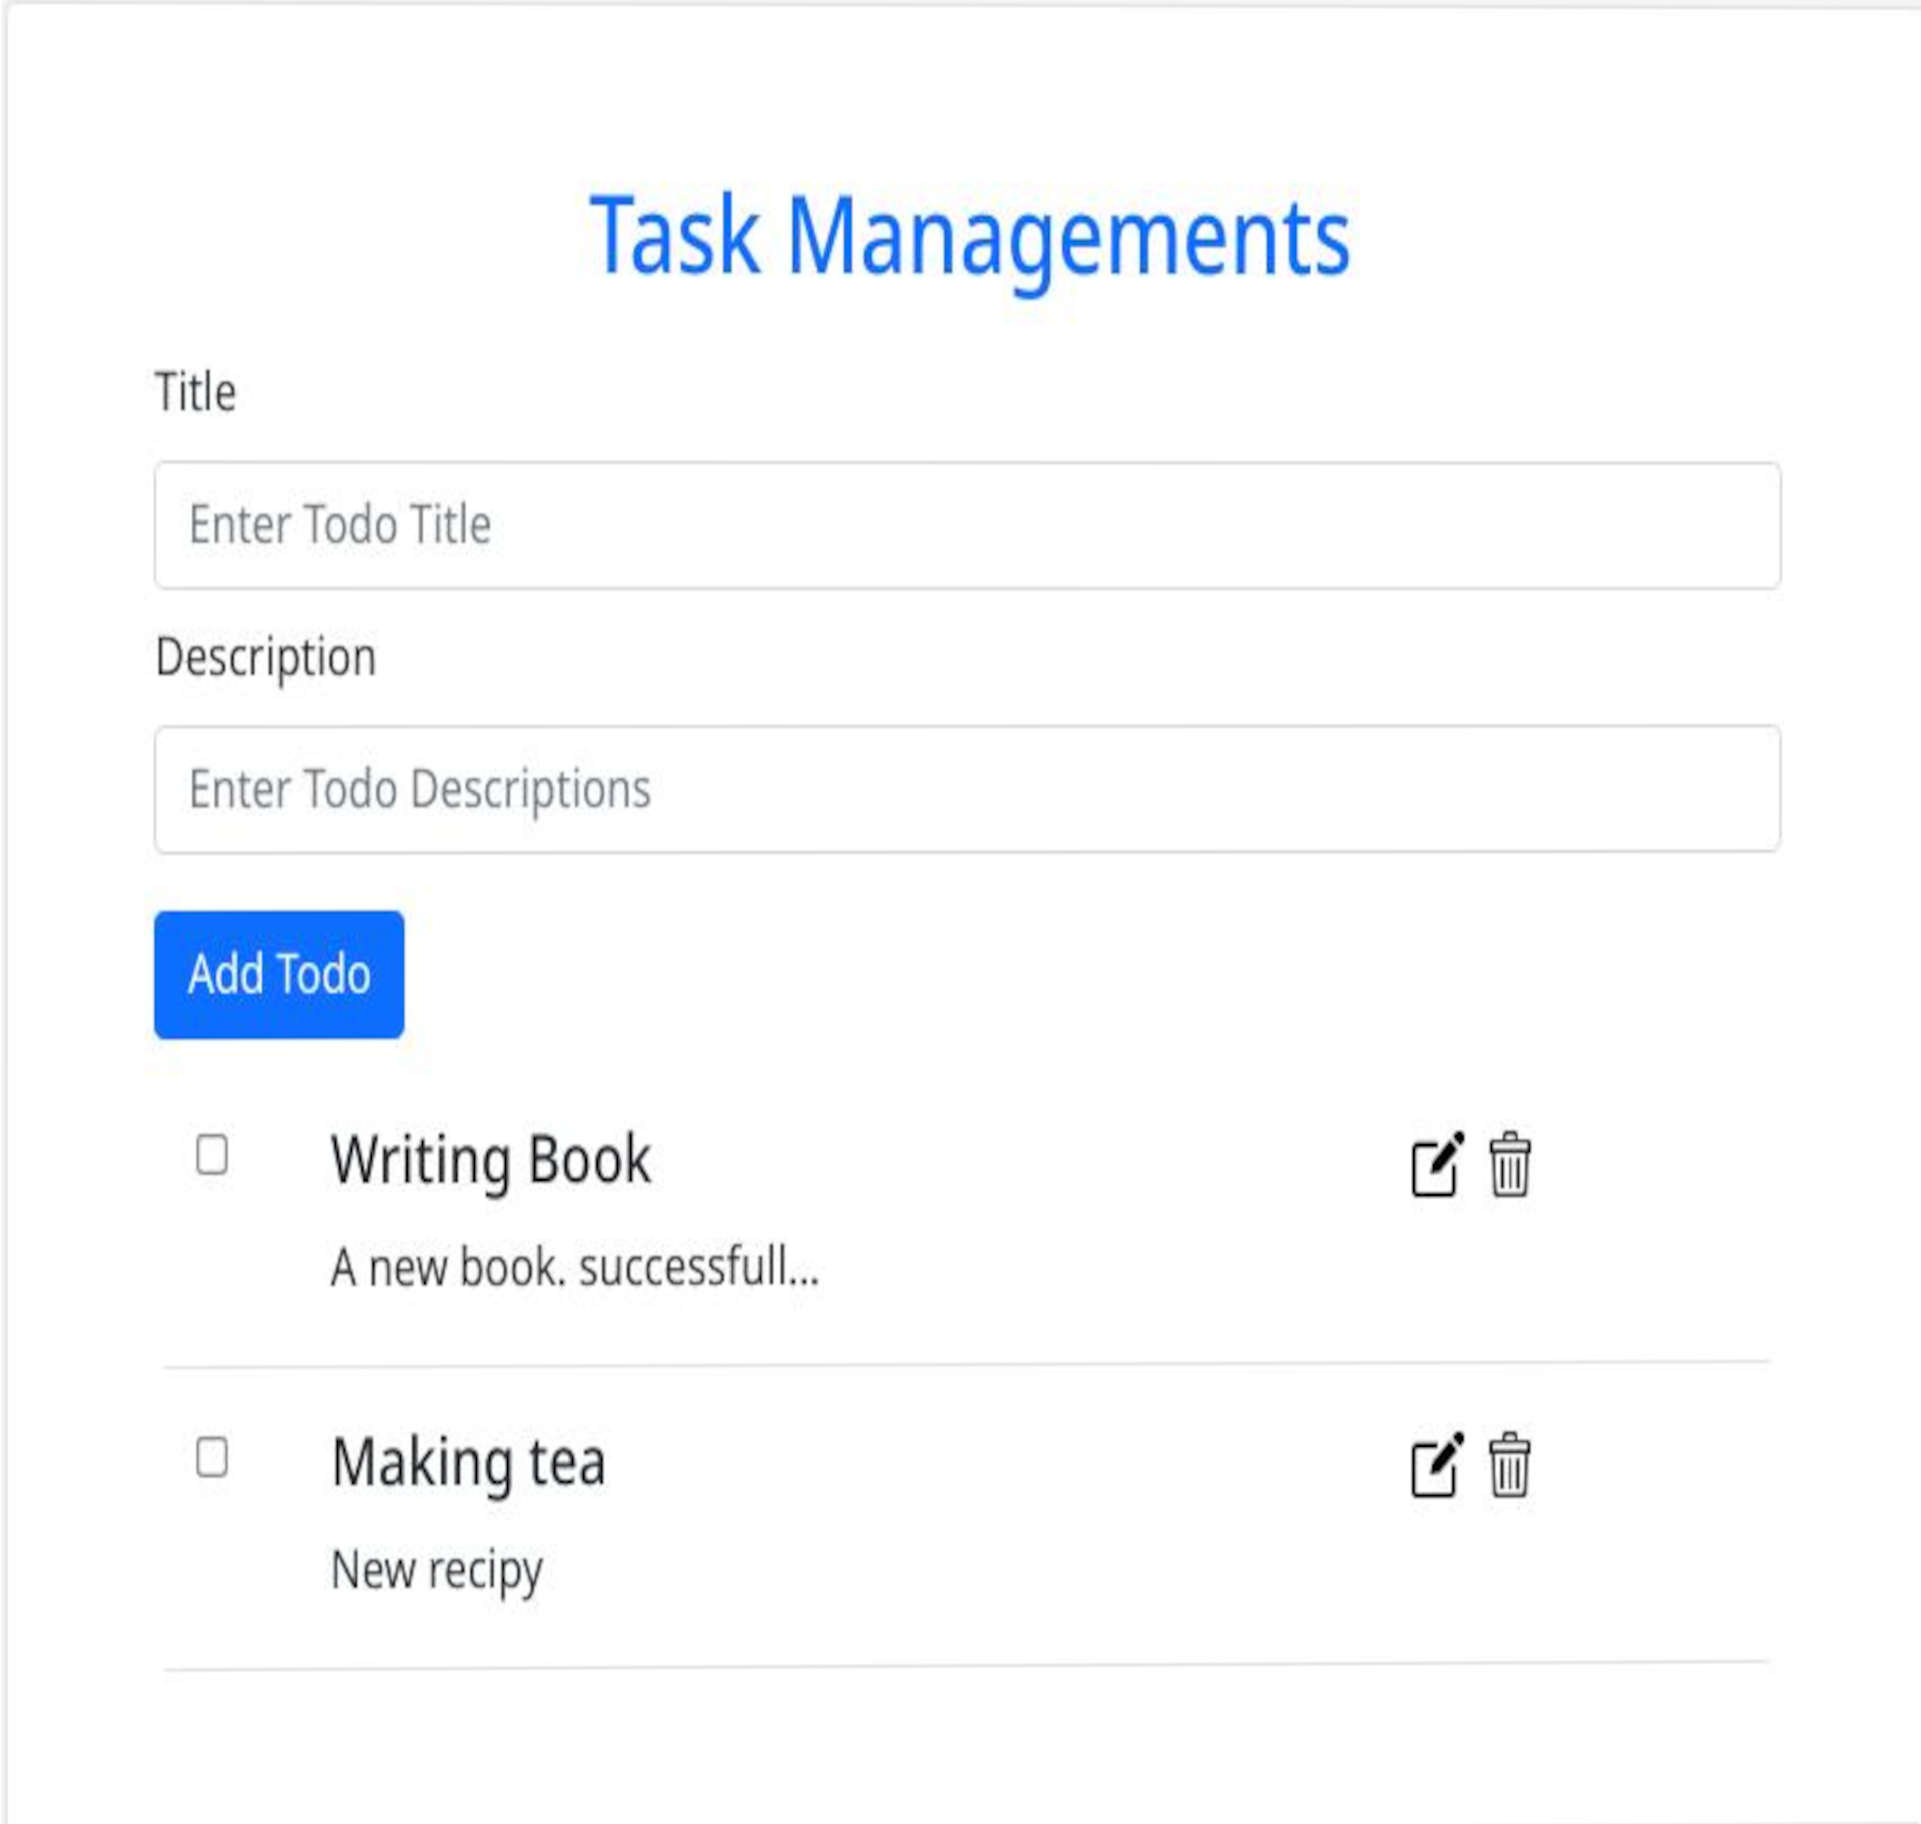 Task Managements
Title
Enter Todo Title
Description
Enter Todo Descriptions
Add Todo
Writing Book
A new book. successfull...
Making tea
New recipy